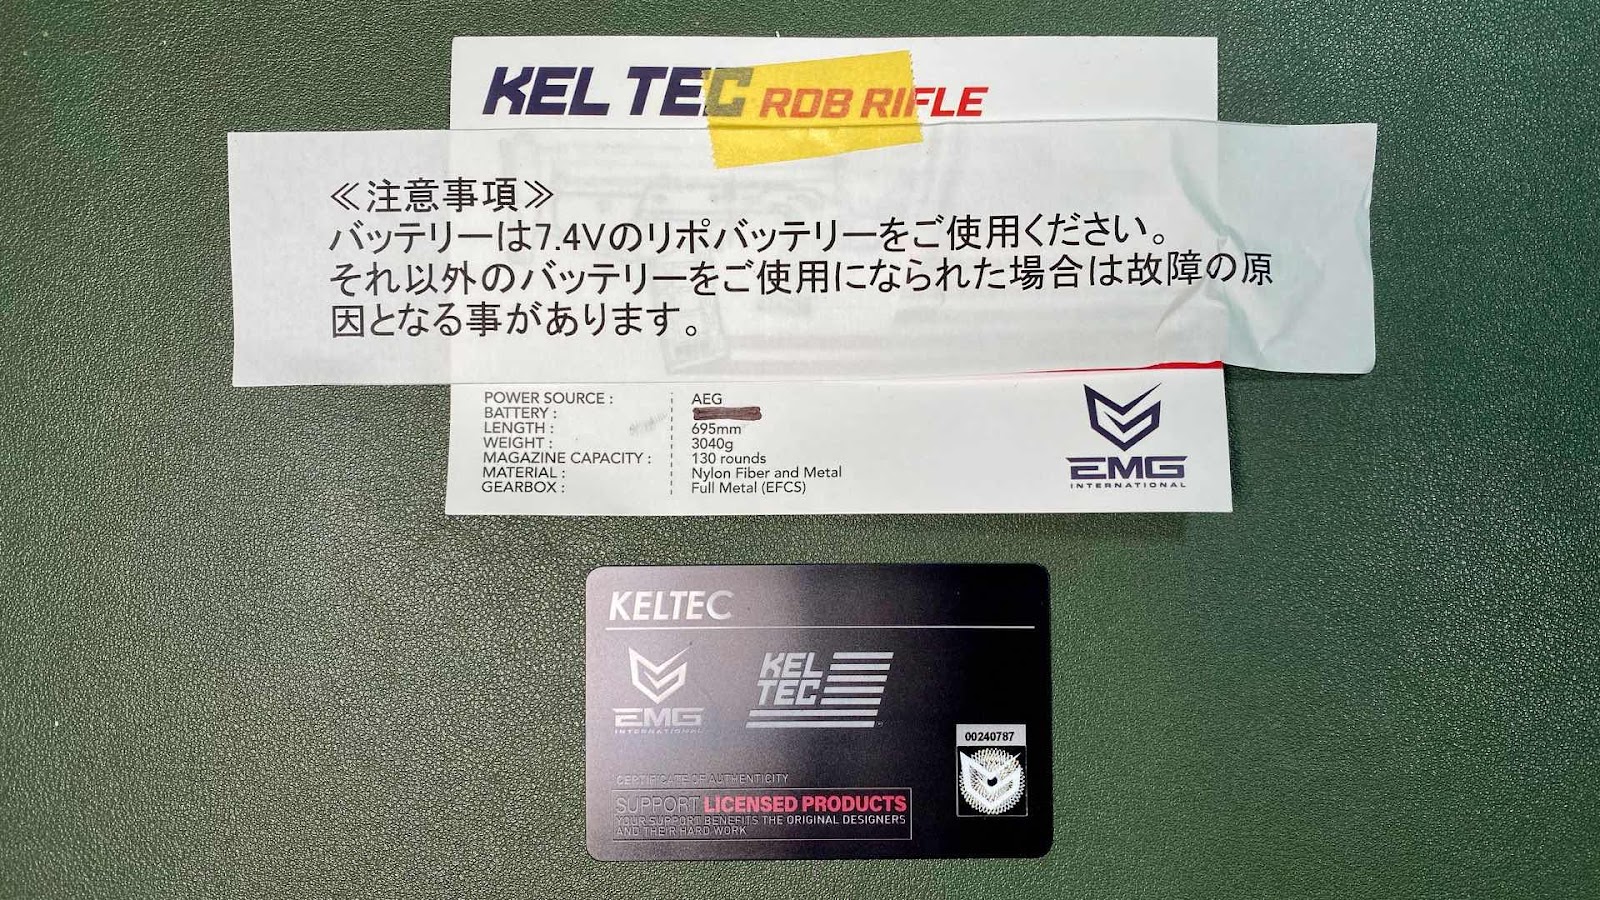 KEL TEC RDB RIFLE
≪注意事項≫
バッテリーは7.4Vのリポバッテリーをご使用ください。
それ以外のバッテリーをご使用になられた場合は故障の原
因となる事があります。
POWER SOURCE : AEG
BATTERY :
LENGTH : 695mm
WEIGHT : 3040g
MAGAZINE CAPACITY : 130 rounds
MATERIAL : Nylon Fiber and Metal
GEARBOX : Full Metal (EFCS)
EMG
INTERNATIONAL
KELTEC
EMG
INTERNATIONAL
KEL
TEC
00240787
CERTIFICATE OF AUTHENTICITY
SUPPORT LICENSED PRODUCTS
YOUR SUPPORT BENEFITS THE ORIGINAL DESIGNERS
AND THEIR HARD WORK